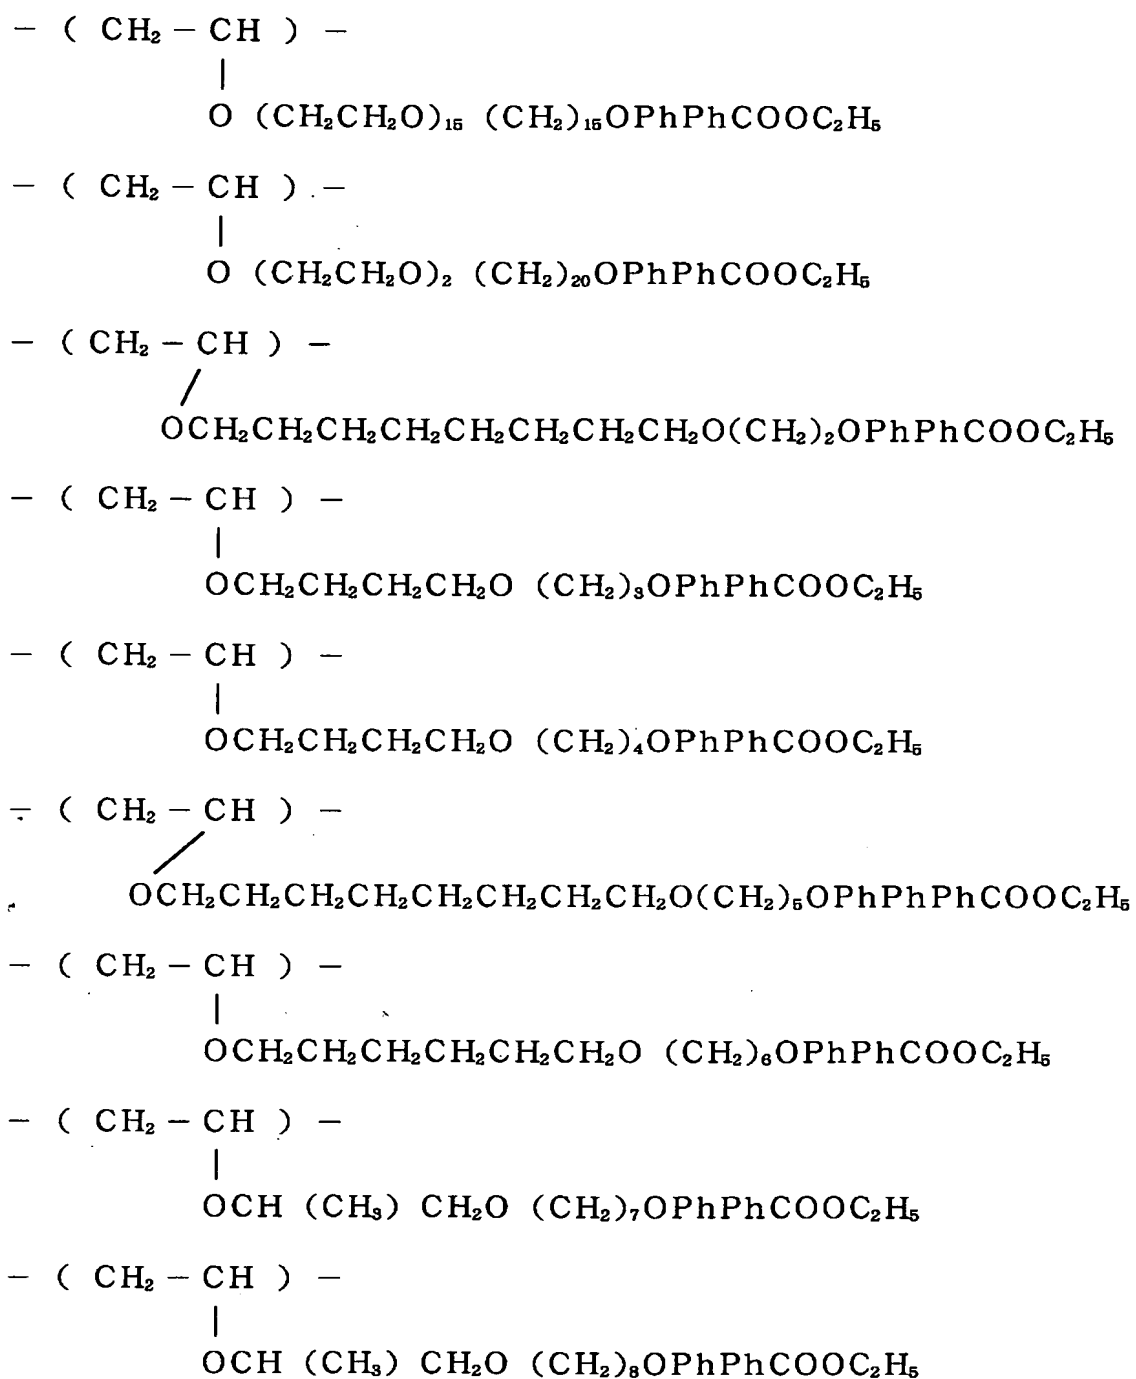 — ( CH₂ — CH ) —
|
O (CH₂CH₂O)₁₅ (CH₂)₁₅OPhPhCOOC₂H₅
— ( CH₂ — CH ) —
|
O (CH₂CH₂O)₂ (CH₂)₂₀OPhPhCOOC₂H₅
— ( CH₂ — CH ) —
/
OCH₂CH₂CH₂CH₂CH₂CH₂CH₂CH₂O(CH₂)₂OPhPhCOOC₂H₅
— ( CH₂ — CH ) —
|
OCH₂CH₂CH₂CH₂O (CH₂)₃OPhPhCOOC₂H₅
— ( CH₂ — CH ) —
|
OCH₂CH₂CH₂CH₂O (CH₂)₄OPhPhCOOC₂H₅
— ( CH₂ — CH ) —
/
OCH₂CH₂CH₂CH₂CH₂CH₂CH₂CH₂O(CH₂)₅OPhPhPhCOOC₂H₅
— ( CH₂ — CH ) —
|
OCH₂CH₂CH₂CH₂CH₂CH₂O (CH₂)₆OPhPhCOOC₂H₅
— ( CH₂ — CH ) —
|
OCH (CH₃) CH₂O (CH₂)₇OPhPhCOOC₂H₅
— ( CH₂ — CH ) —
|
OCH (CH₃) CH₂O (CH₂)₈OPhPhCOOC₂H₅